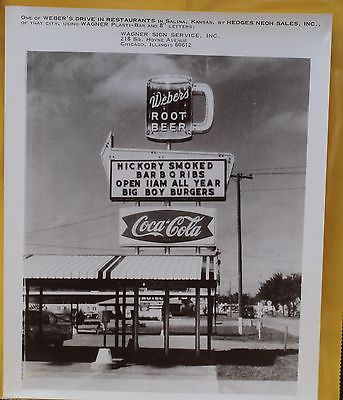 One of WEBER'S DRIVE IN RESTAURANTS in Salina, Kansas, by HEDGES NEON SALES, INC.,
of that city, using WAGNER Plasti-Bar and 8" letters:
WAGNER SIGN SERVICE, INC.
218 So. Hoyne Avenue
Chicago, Illinois 60612
Weber's
ROOT
BEER
HICKORY SMOKED
BAR B Q RIBS
OPEN 11AM ALL YEAR
BIG BOY BURGERS
Coca-Cola